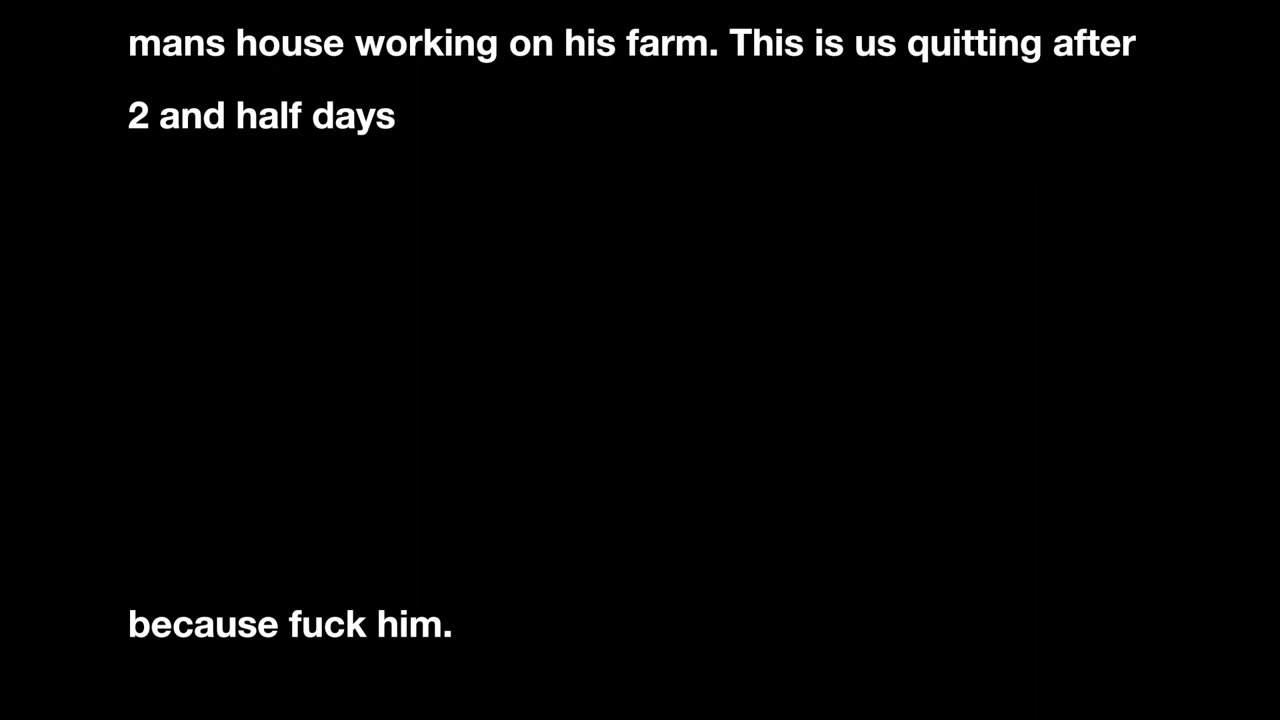 mans house working on his farm. This is us quitting after
2 and half days
because fuck him.